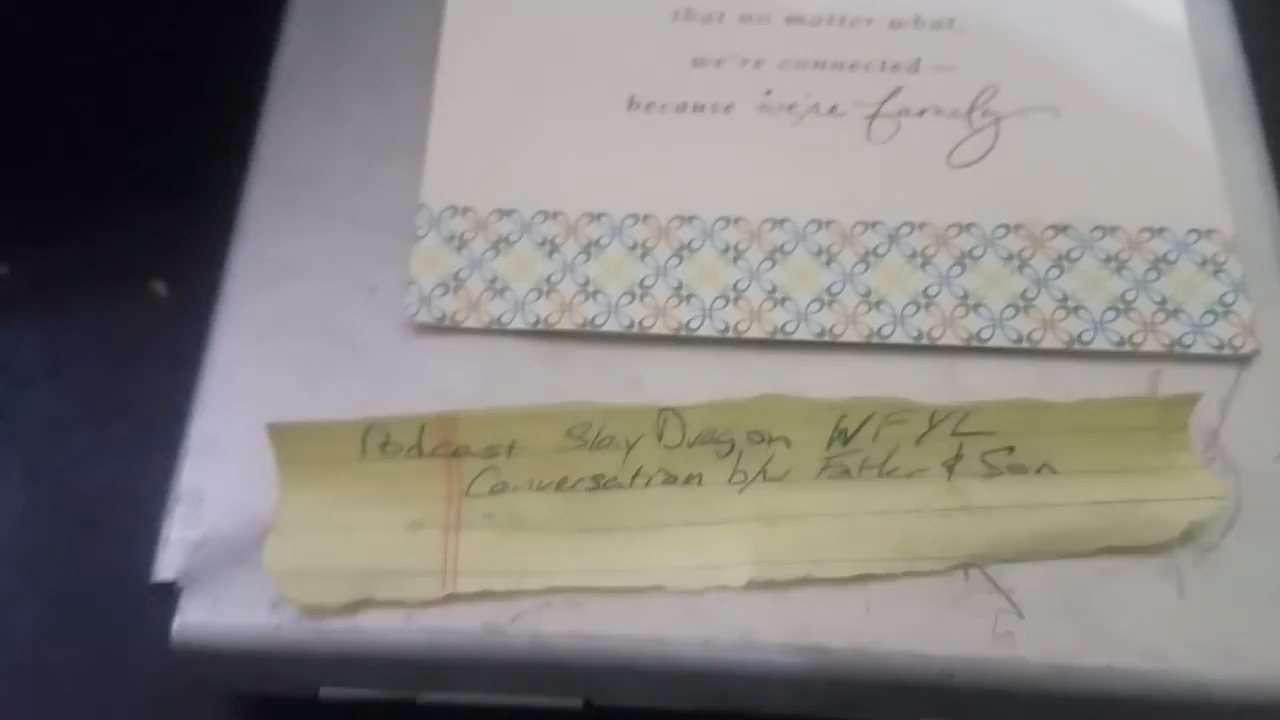 that no matter what,
we're connected—
because we're family
Podcast Slay Dragon WFYL
Conversation b/w Father & Son